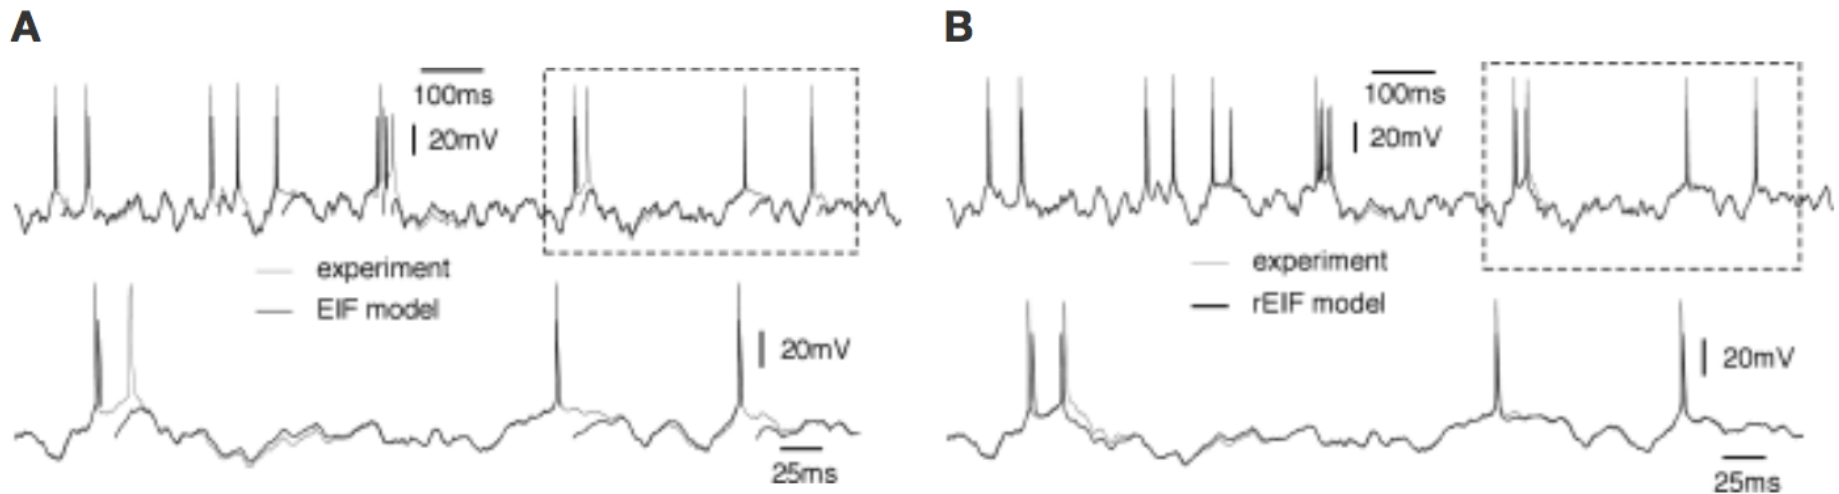 A
100ms
20mV
experiment
EIF model
20mV
25ms
B
100ms
20mV
experiment
rEIF model
20mV
25ms